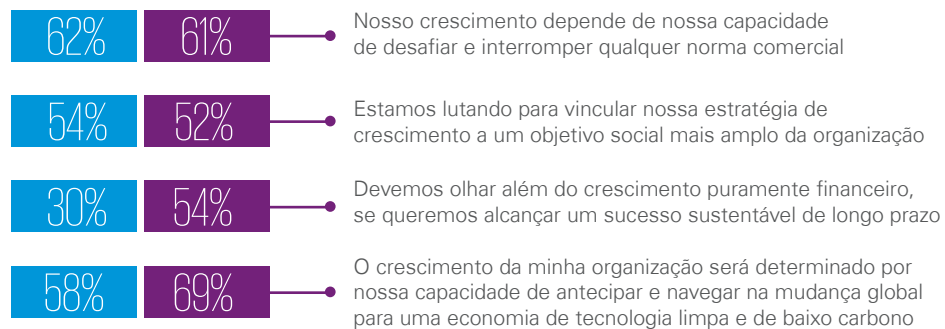 62% 61% Nosso crescimento depende de nossa capacidade
de desafiar e interromper qualquer norma comercial
54% 52% Estamos lutando para vincular nossa estratégia de
crescimento a um objetivo social mais amplo da organização
30% 54% Devemos olhar além do crescimento puramente financeiro,
se queremos alcançar um sucesso sustentável de longo prazo
58% 69% O crescimento da minha organização será determinado por
nossa capacidade de antecipar e navegar na mudança global
para uma economia de tecnologia limpa e de baixo carbono